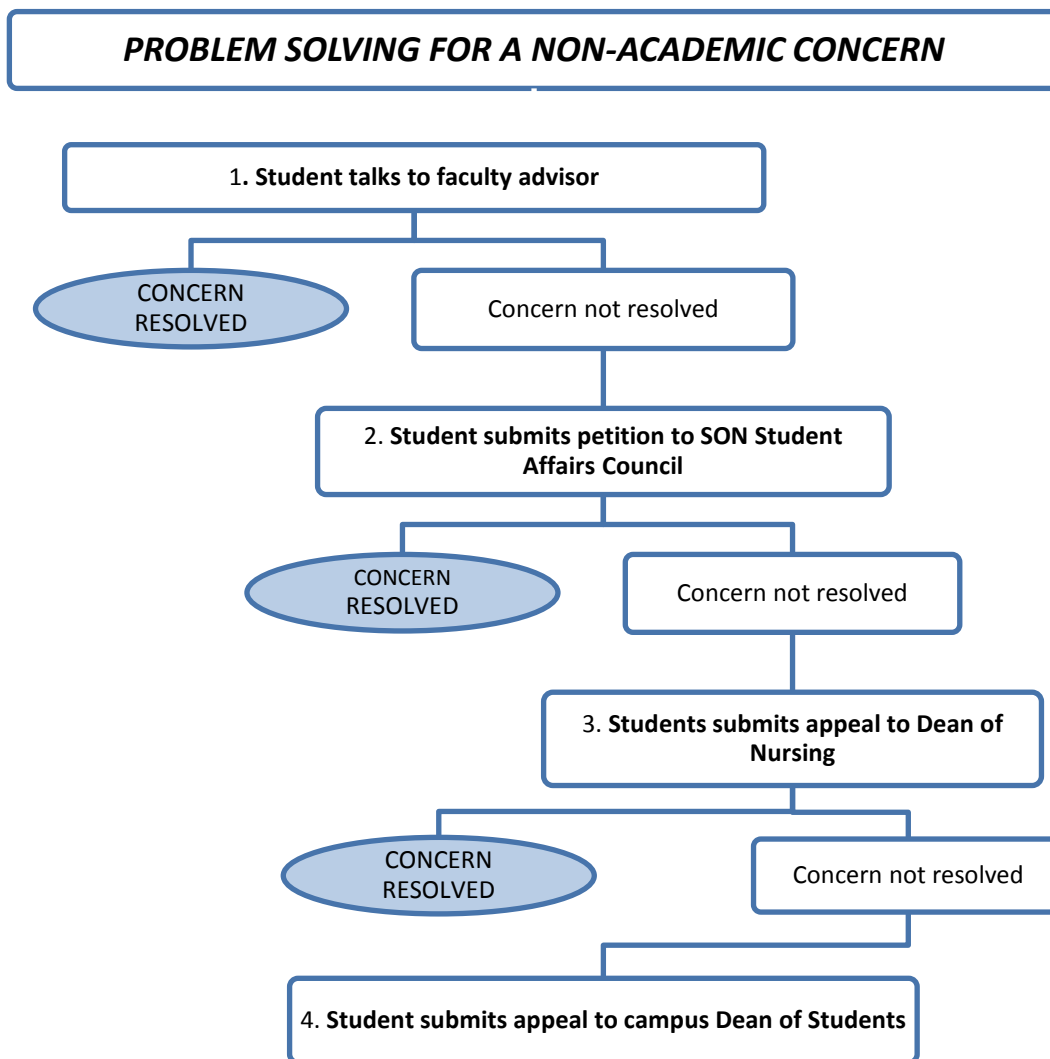 PROBLEM SOLVING FOR A NON-ACADEMIC CONCERN
1. Student talks to faculty advisor
CONCERN
RESOLVED
Concern not resolved
2. Student submits petition to SON Student
Affairs Council
CONCERN
RESOLVED
Concern not resolved
3. Students submits appeal to Dean of
Nursing
CONCERN
RESOLVED
Concern not resolved
4. Student submits appeal to campus Dean of Students